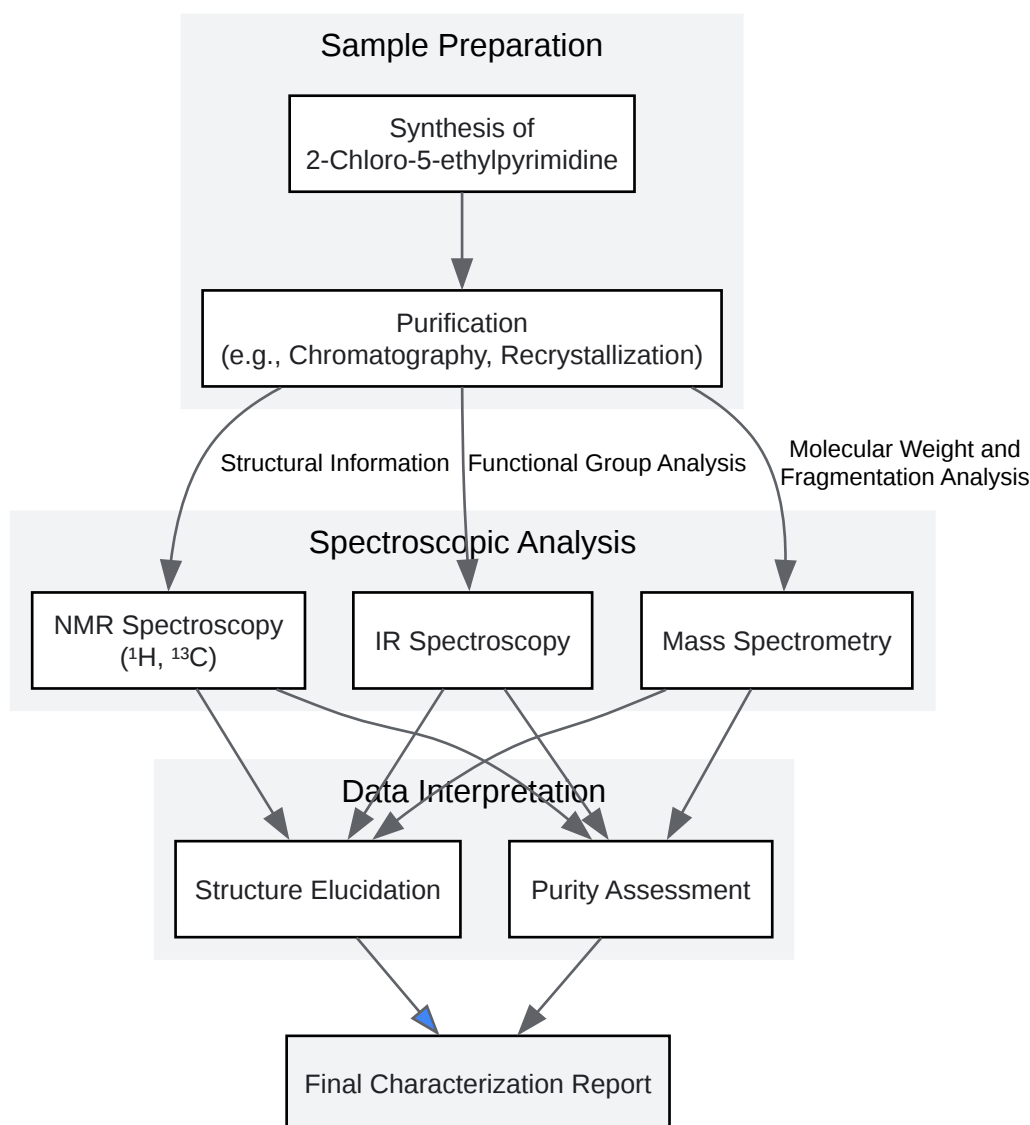 Sample Preparation
Synthesis of
2-Chloro-5-ethylpyrimidine
Purification
(e.g., Chromatography, Recrystallization)
Structural Information
Functional Group Analysis
Molecular Weight and
Fragmentation Analysis
Spectroscopic Analysis
NMR Spectroscopy
(¹H, ¹³C)
IR Spectroscopy
Mass Spectrometry
Data Interpretation
Structure Elucidation
Purity Assessment
Final Characterization Report